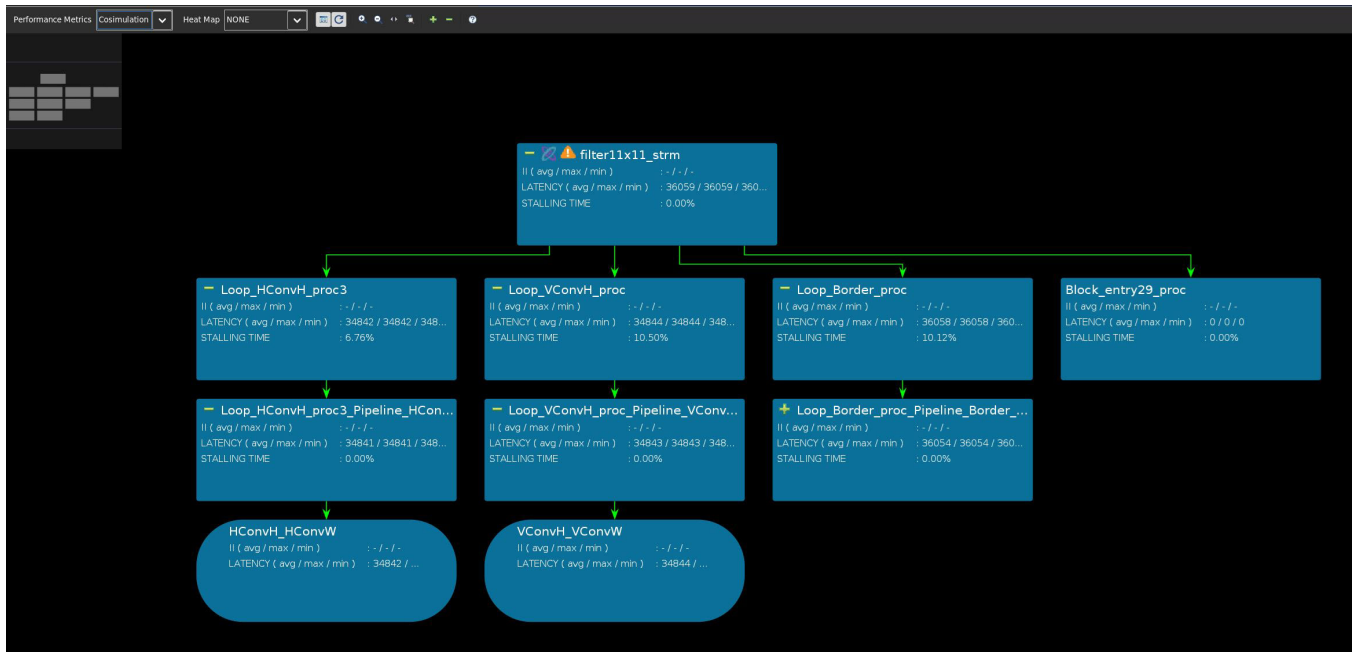 Performance Metrics Cosimulation Heat Map NONE
filter11x11_strm
II ( avg / max / min ) : - / - / -
LATENCY ( avg / max / min ) : 36059 / 36059 / 360...
STALLING TIME : 0.00%
Loop_HConvH_proc3
II ( avg / max / min ) : - / - / -
LATENCY ( avg / max / min ) : 34842 / 34842 / 348...
STALLING TIME : 6.76%
Loop_VConvH_proc
II ( avg / max / min ) : - / - / -
LATENCY ( avg / max / min ) : 34844 / 34844 / 348...
STALLING TIME : 10.50%
Loop_Border_proc
II ( avg / max / min ) : - / - / -
LATENCY ( avg / max / min ) : 36058 / 36058 / 360...
STALLING TIME : 10.12%
Block_entry29_proc
II ( avg / max / min ) : - / - / -
LATENCY ( avg / max / min ) : 0 / 0 / 0
STALLING TIME : 0.00%
Loop_HConvH_proc3_Pipeline_HCon...
II ( avg / max / min ) : - / - / -
LATENCY ( avg / max / min ) : 34841 / 34841 / 348...
STALLING TIME : 0.00%
Loop_VConvH_proc_Pipeline_VConv...
II ( avg / max / min ) : - / - / -
LATENCY ( avg / max / min ) : 34843 / 34843 / 348...
STALLING TIME : 0.00%
Loop_Border_proc_Pipeline_Border_...
II ( avg / max / min ) : - / - / -
LATENCY ( avg / max / min ) : 36054 / 36054 / 360...
STALLING TIME : 0.00%
HConvH_HConvW
II ( avg / max / min ) : - / - / -
LATENCY ( avg / max / min ) : 34842 / ...
VConvH_VConvW
II ( avg / max / min ) : - / - / -
LATENCY ( avg / max / min ) : 34844 / ...